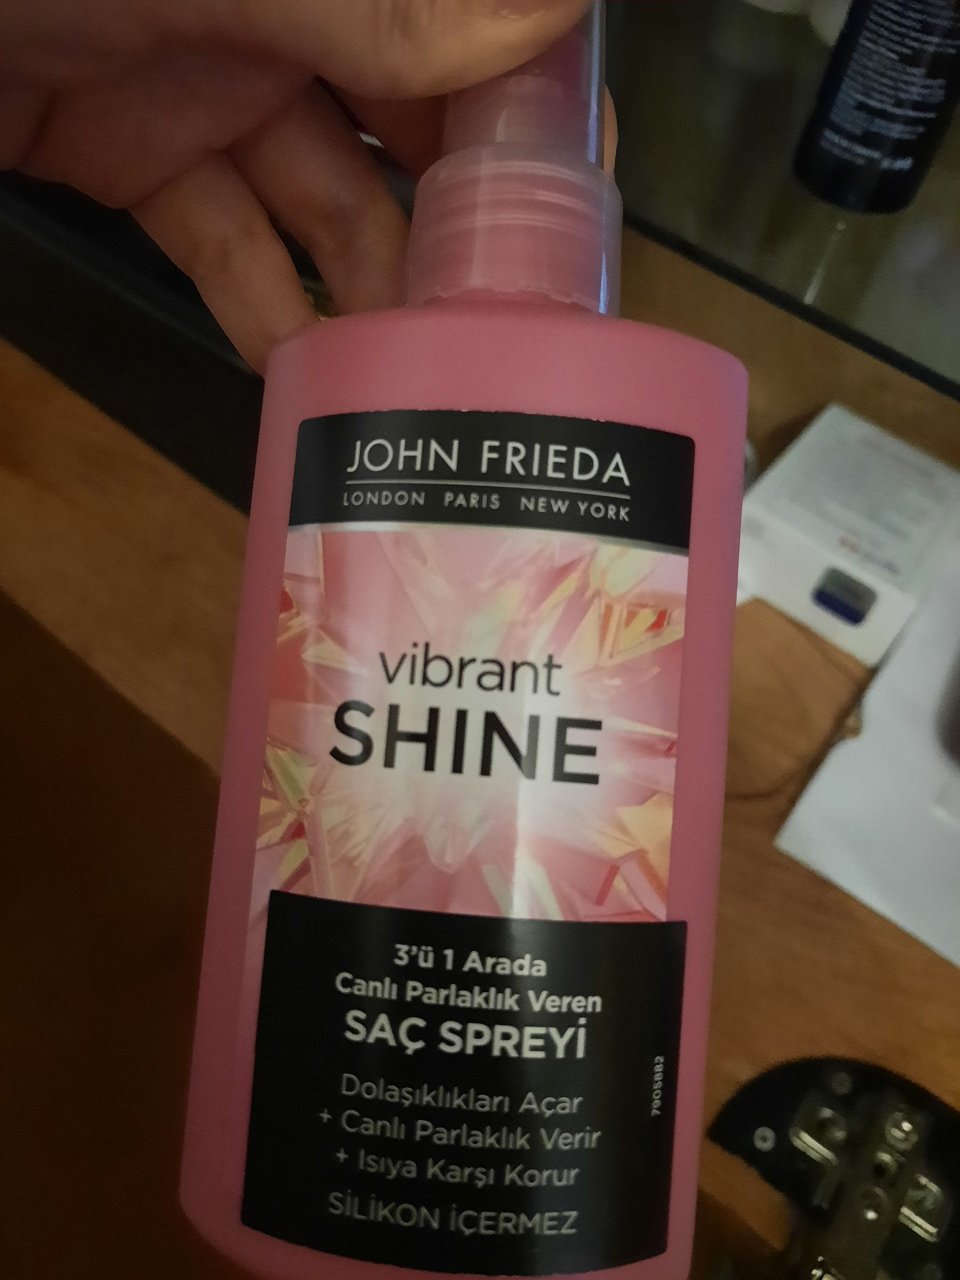 JOHN FRIEDA
LONDON PARIS NEW YORK
vibrant
SHINE
3'ü 1 Arada
Canlı Parlaklık Veren
SAÇ SPREYİ
Dolaşıklıkları Açar
+ Canlı Parlaklık Verir
+ Isıya Karşı Korur
SİLİKON İÇERMEZ
7905882